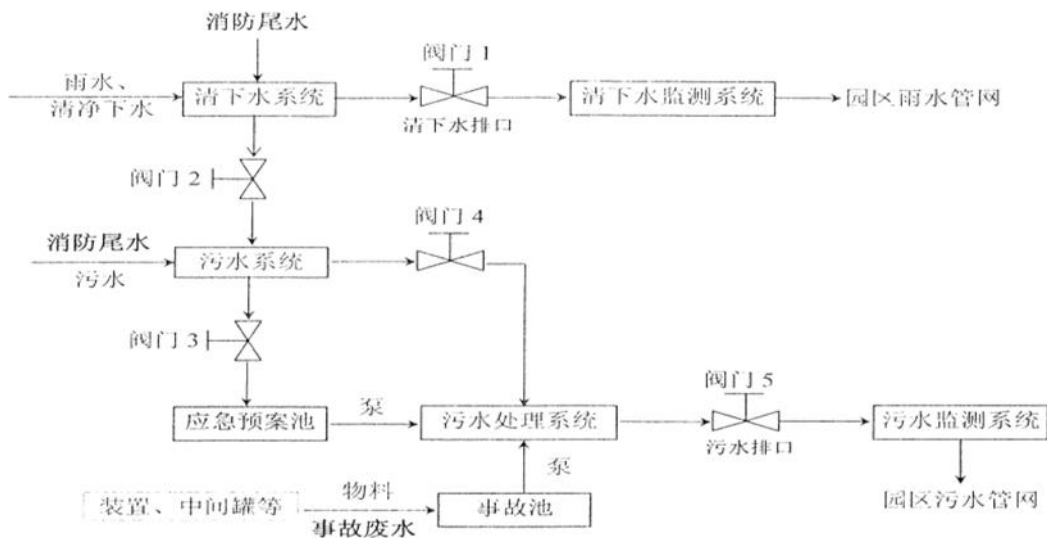 消防尾水
阀门 1
雨水、
清净下水
清下水系统
清下水监测系统
园区雨水管网
清下水排口
阀门 2
阀门 4
消防尾水
污水
污水系统
阀门 3
阀门 5
应急预案池
泵
污水处理系统
污水监测系统
污水排口
泵
装置、中间罐等
物料
事故废水
事故池
园区污水管网